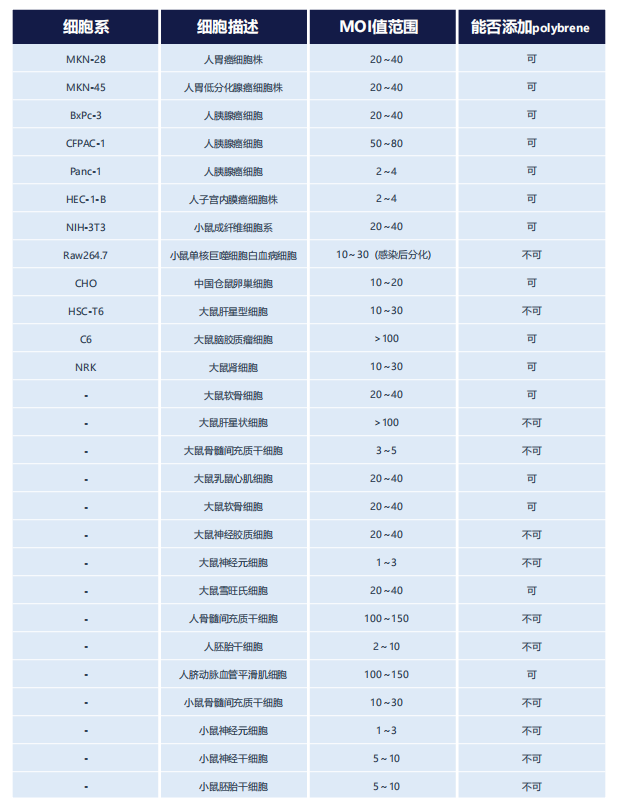 细胞系 细胞描述 MOI值范围 能否添加polybrene
MKN-28 人胃癌细胞株 20~40 可
MKN-45 人胃低分化腺癌细胞株 20~40 可
BxPc-3 人胰腺癌细胞 20~40 可
CFPAC-1 人胰腺癌细胞 50~80 可
Panc-1 人胰腺癌细胞 2~4 可
HEC-1-B 人子宫内膜癌细胞株 2~4 可
NIH-3T3 小鼠成纤维细胞系 20~40 可
Raw264.7 小鼠单核巨噬细胞白血病细胞 10~30 (感染后分化) 不可
CHO 中国仓鼠卵巢细胞 10~20 可
HSC-T6 大鼠肝星型细胞 10~30 不可
C6 大鼠脑胶质瘤细胞 >100 可
NRK 大鼠肾细胞 10~30 可
- 大鼠软骨细胞 20~40 可
- 大鼠肝星状细胞 >100 不可
- 大鼠骨髓间充质干细胞 3~5 不可
- 大鼠乳鼠心肌细胞 20~40 可
- 大鼠软骨细胞 20~40 可
- 大鼠神经胶质细胞 20~40 不可
- 大鼠神经元细胞 1~3 不可
- 大鼠雪旺氏细胞 20~40 可
- 人骨髓间充质干细胞 100~150 不可
- 人胚胎干细胞 2~10 不可
- 人脐动脉血管平滑肌细胞 100~150 可
- 小鼠骨髓间充质干细胞 10~30 不可
- 小鼠神经元细胞 1~3 不可
- 小鼠神经干细胞 5~10 不可
- 小鼠胚胎干细胞 5~10 不可